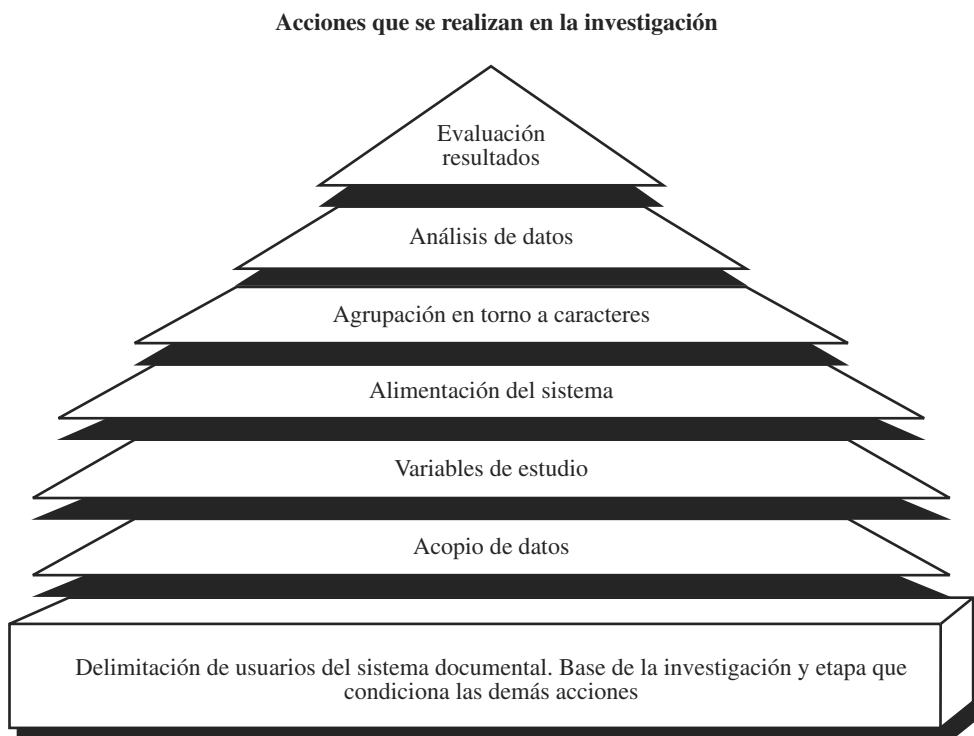 Acciones que se realizan en la investigación
Evaluación
resultados
Análisis de datos
Agrupación en torno a caracteres
Alimentación del sistema
Variables de estudio
Acopio de datos
Delimitación de usuarios del sistema documental. Base de la investigación y etapa que
condiciona las demás acciones